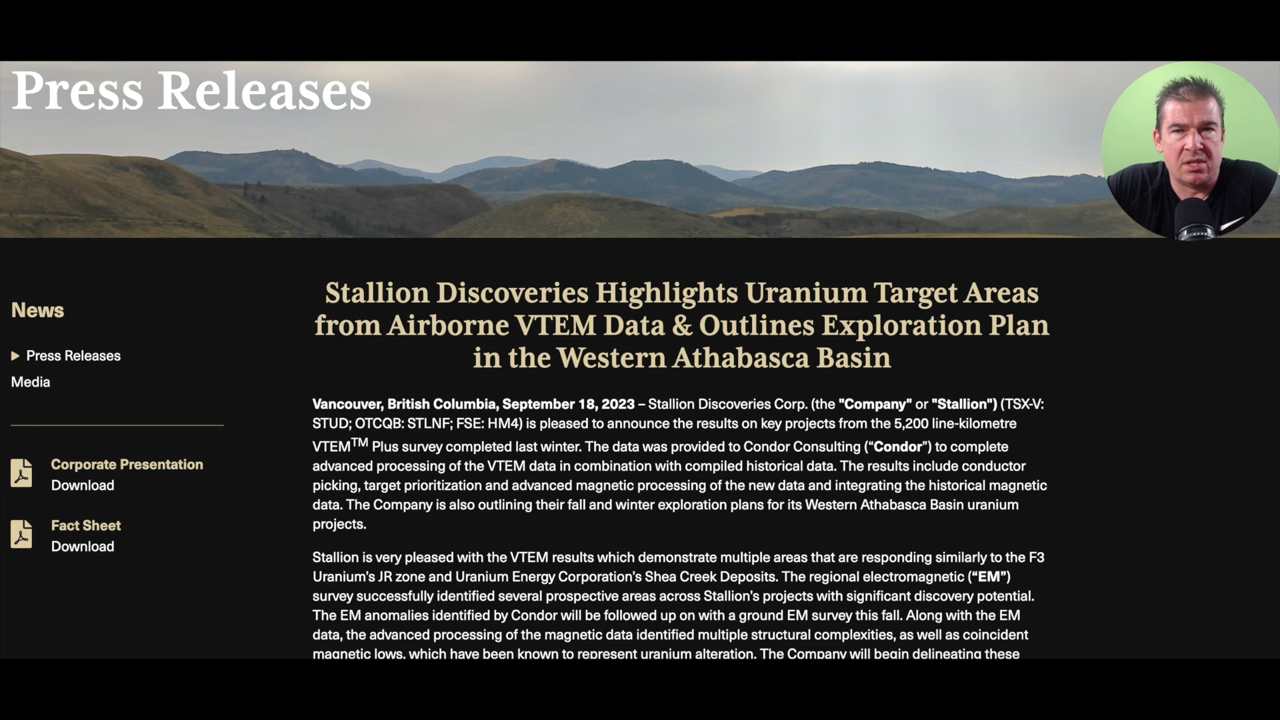 Press Releases
News
Press Releases
Media
Corporate Presentation
Download
Fact Sheet
Download
Stallion Discoveries Highlights Uranium Target Areas
from Airborne VTEM Data & Outlines Exploration Plan
in the Western Athabasca Basin
Vancouver, British Columbia, September 18, 2023 – Stallion Discoveries Corp. (the "Company" or "Stallion") (TSX-V:
STUD; OTCQB: STLNF; FSE: HM4) is pleased to announce the results on key projects from the 5,200 line-kilometre
VTEM™ Plus survey completed last winter. The data was provided to Condor Consulting (“Condor”) to complete
advanced processing of the VTEM data in combination with compiled historical data. The results include conductor
picking, target prioritization and advanced magnetic processing of the new data and integrating the historical magnetic
data. The Company is also outlining their fall and winter exploration plans for its Western Athabasca Basin uranium
projects.
Stallion is very pleased with the VTEM results which demonstrate multiple areas that are responding similarly to the F3
Uranium’s JR zone and Uranium Energy Corporation’s Shea Creek Deposits. The regional electromagnetic (“EM”)
survey successfully identified several prospective areas across Stallion’s projects with significant discovery potential.
The EM anomalies identified by Condor will be followed up on with a ground EM survey this fall. Along with the EM
data, the advanced processing of the magnetic data identified multiple structural complexities, as well as coincident
magnetic lows, which have been known to represent uranium alteration. The Company will begin delineating these